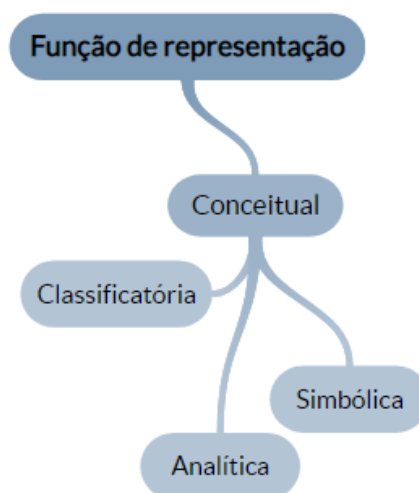 Função de representação
Conceitual
Classificatória
Simbólica
Analítica